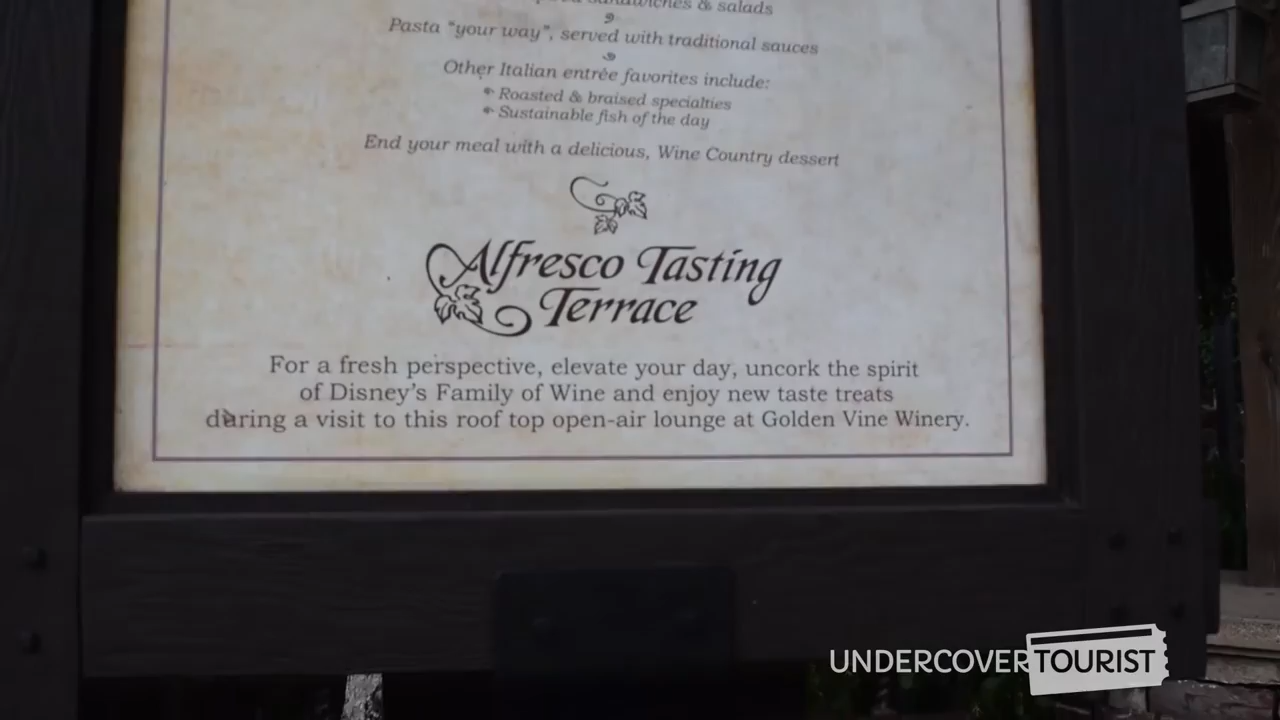 sandwiches & salads
Pasta “your way”, served with traditional sauces
Other Italian entrée favorites include:
Roasted & braised specialties
Sustainable fish of the day
End your meal with a delicious, Wine Country dessert
Alfresco Tasting
Terrace
For a fresh perspective, elevate your day, uncork the spirit
of Disney’s Family of Wine and enjoy new taste treats
during a visit to this roof top open-air lounge at Golden Vine Winery.
UNDERCOVERTOURIST